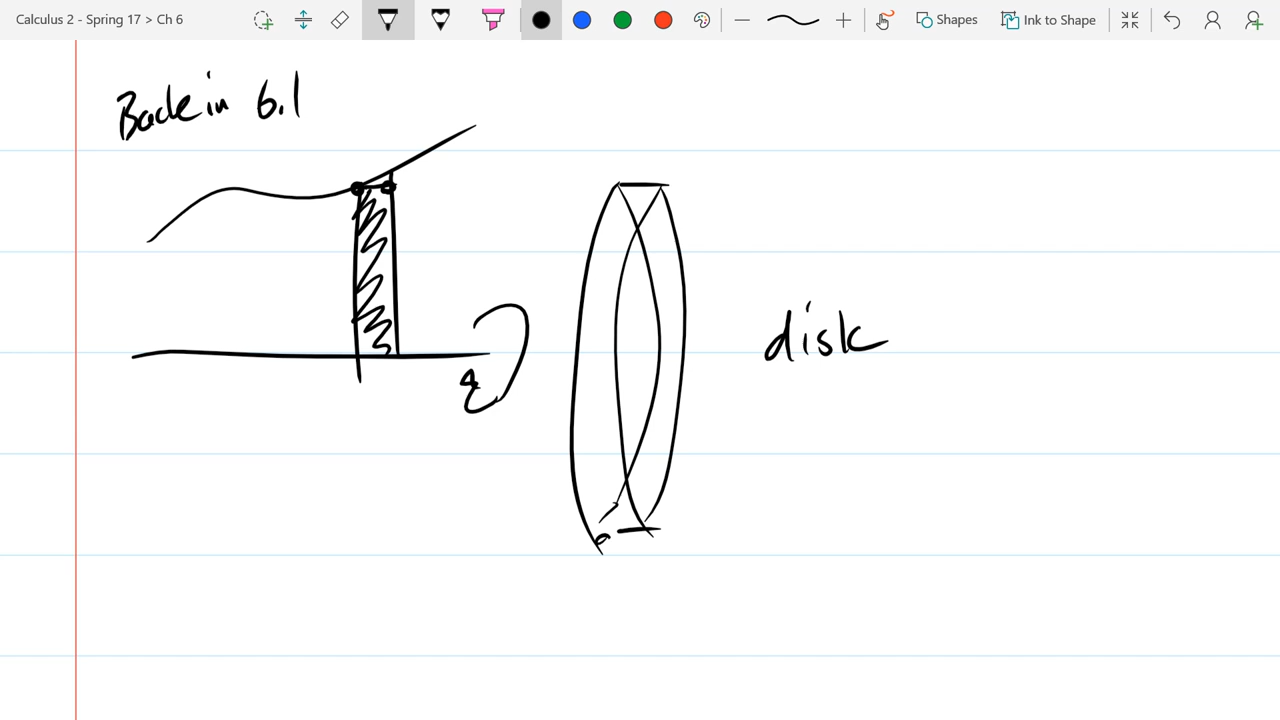 Calculus 2 - Spring 17 > Ch 6
Shapes
Ink to Shape
Back in 6.1
disk